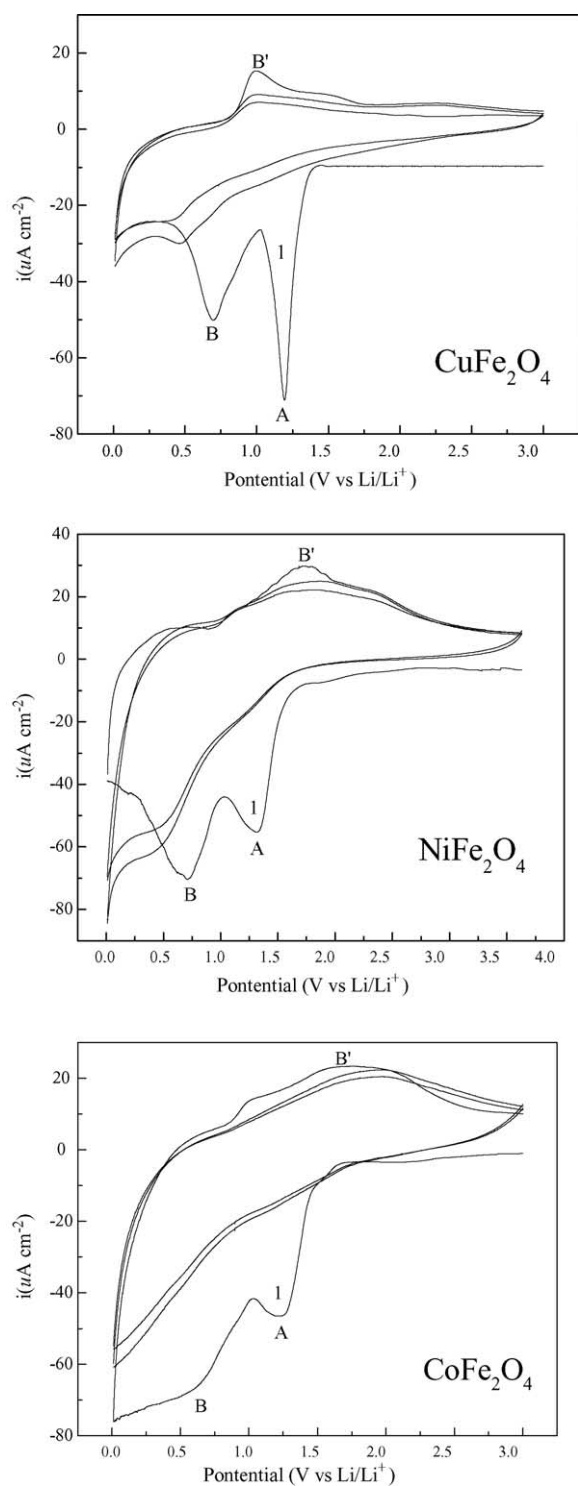 20
0
-20
-40
-60
-80
i(uA cm⁻²)
B'
1
B
A
CuFe₂O₄
0.0 0.5 1.0 1.5 2.0 2.5 3.0
Pontential (V vs Li/Li⁺)
40
20
0
-20
-40
-60
-80
i(uA cm⁻²)
B'
1
A
B
NiFe₂O₄
0.0 0.5 1.0 1.5 2.0 2.5 3.0 3.5 4.0
Pontential (V vs Li/Li⁺)
20
0
-20
-40
-60
-80
i(uA cm⁻²)
B'
1
A
B
CoFe₂O₄
0.0 0.5 1.0 1.5 2.0 2.5 3.0
Potential (V vs Li/Li⁺)